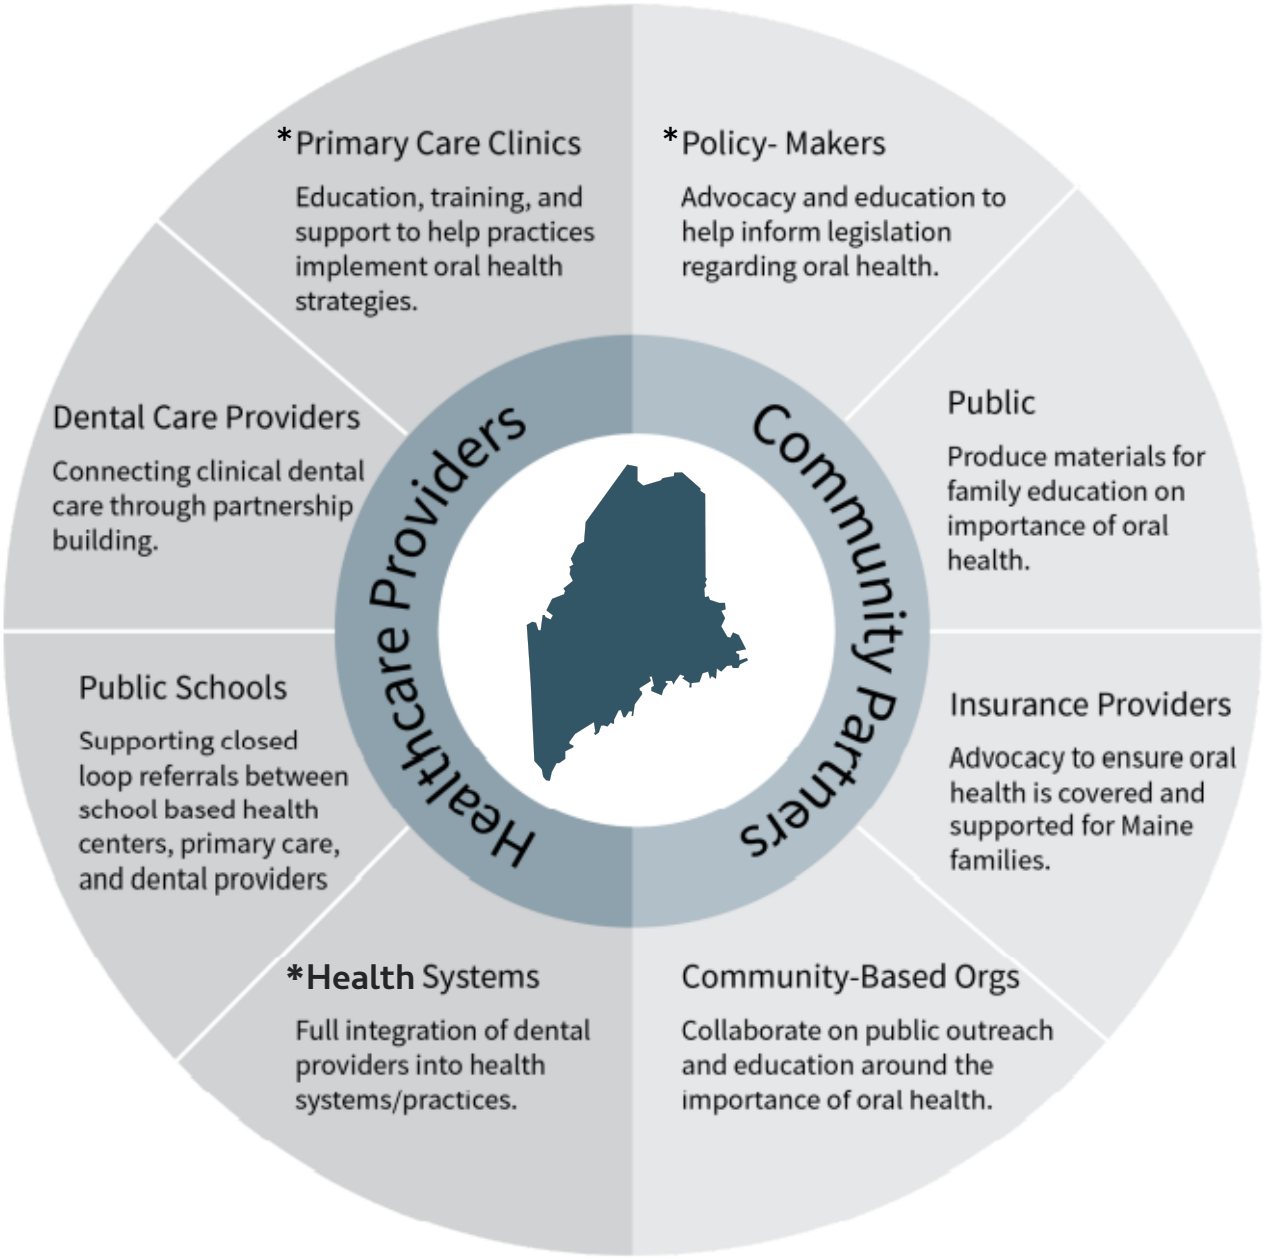 *Primary Care Clinics
Education, training, and
support to help practices
implement oral health
strategies.
*Policy- Makers
Advocacy and education to
help inform legislation
regarding oral health.
Dental Care Providers
Connecting clinical dental
care through partnership
building.
Public
Produce materials for
family education on
importance of oral
health.
Healthcare Providers
Community Partners
Public Schools
Supporting closed
loop referrals between
school based health
centers, primary care,
and dental providers
Insurance Providers
Advocacy to ensure oral
health is covered and
supported for Maine
families.
*Health Systems
Full integration of dental
providers into health
systems/practices.
Community-Based Orgs
Collaborate on public outreach
and education around the
importance of oral health.